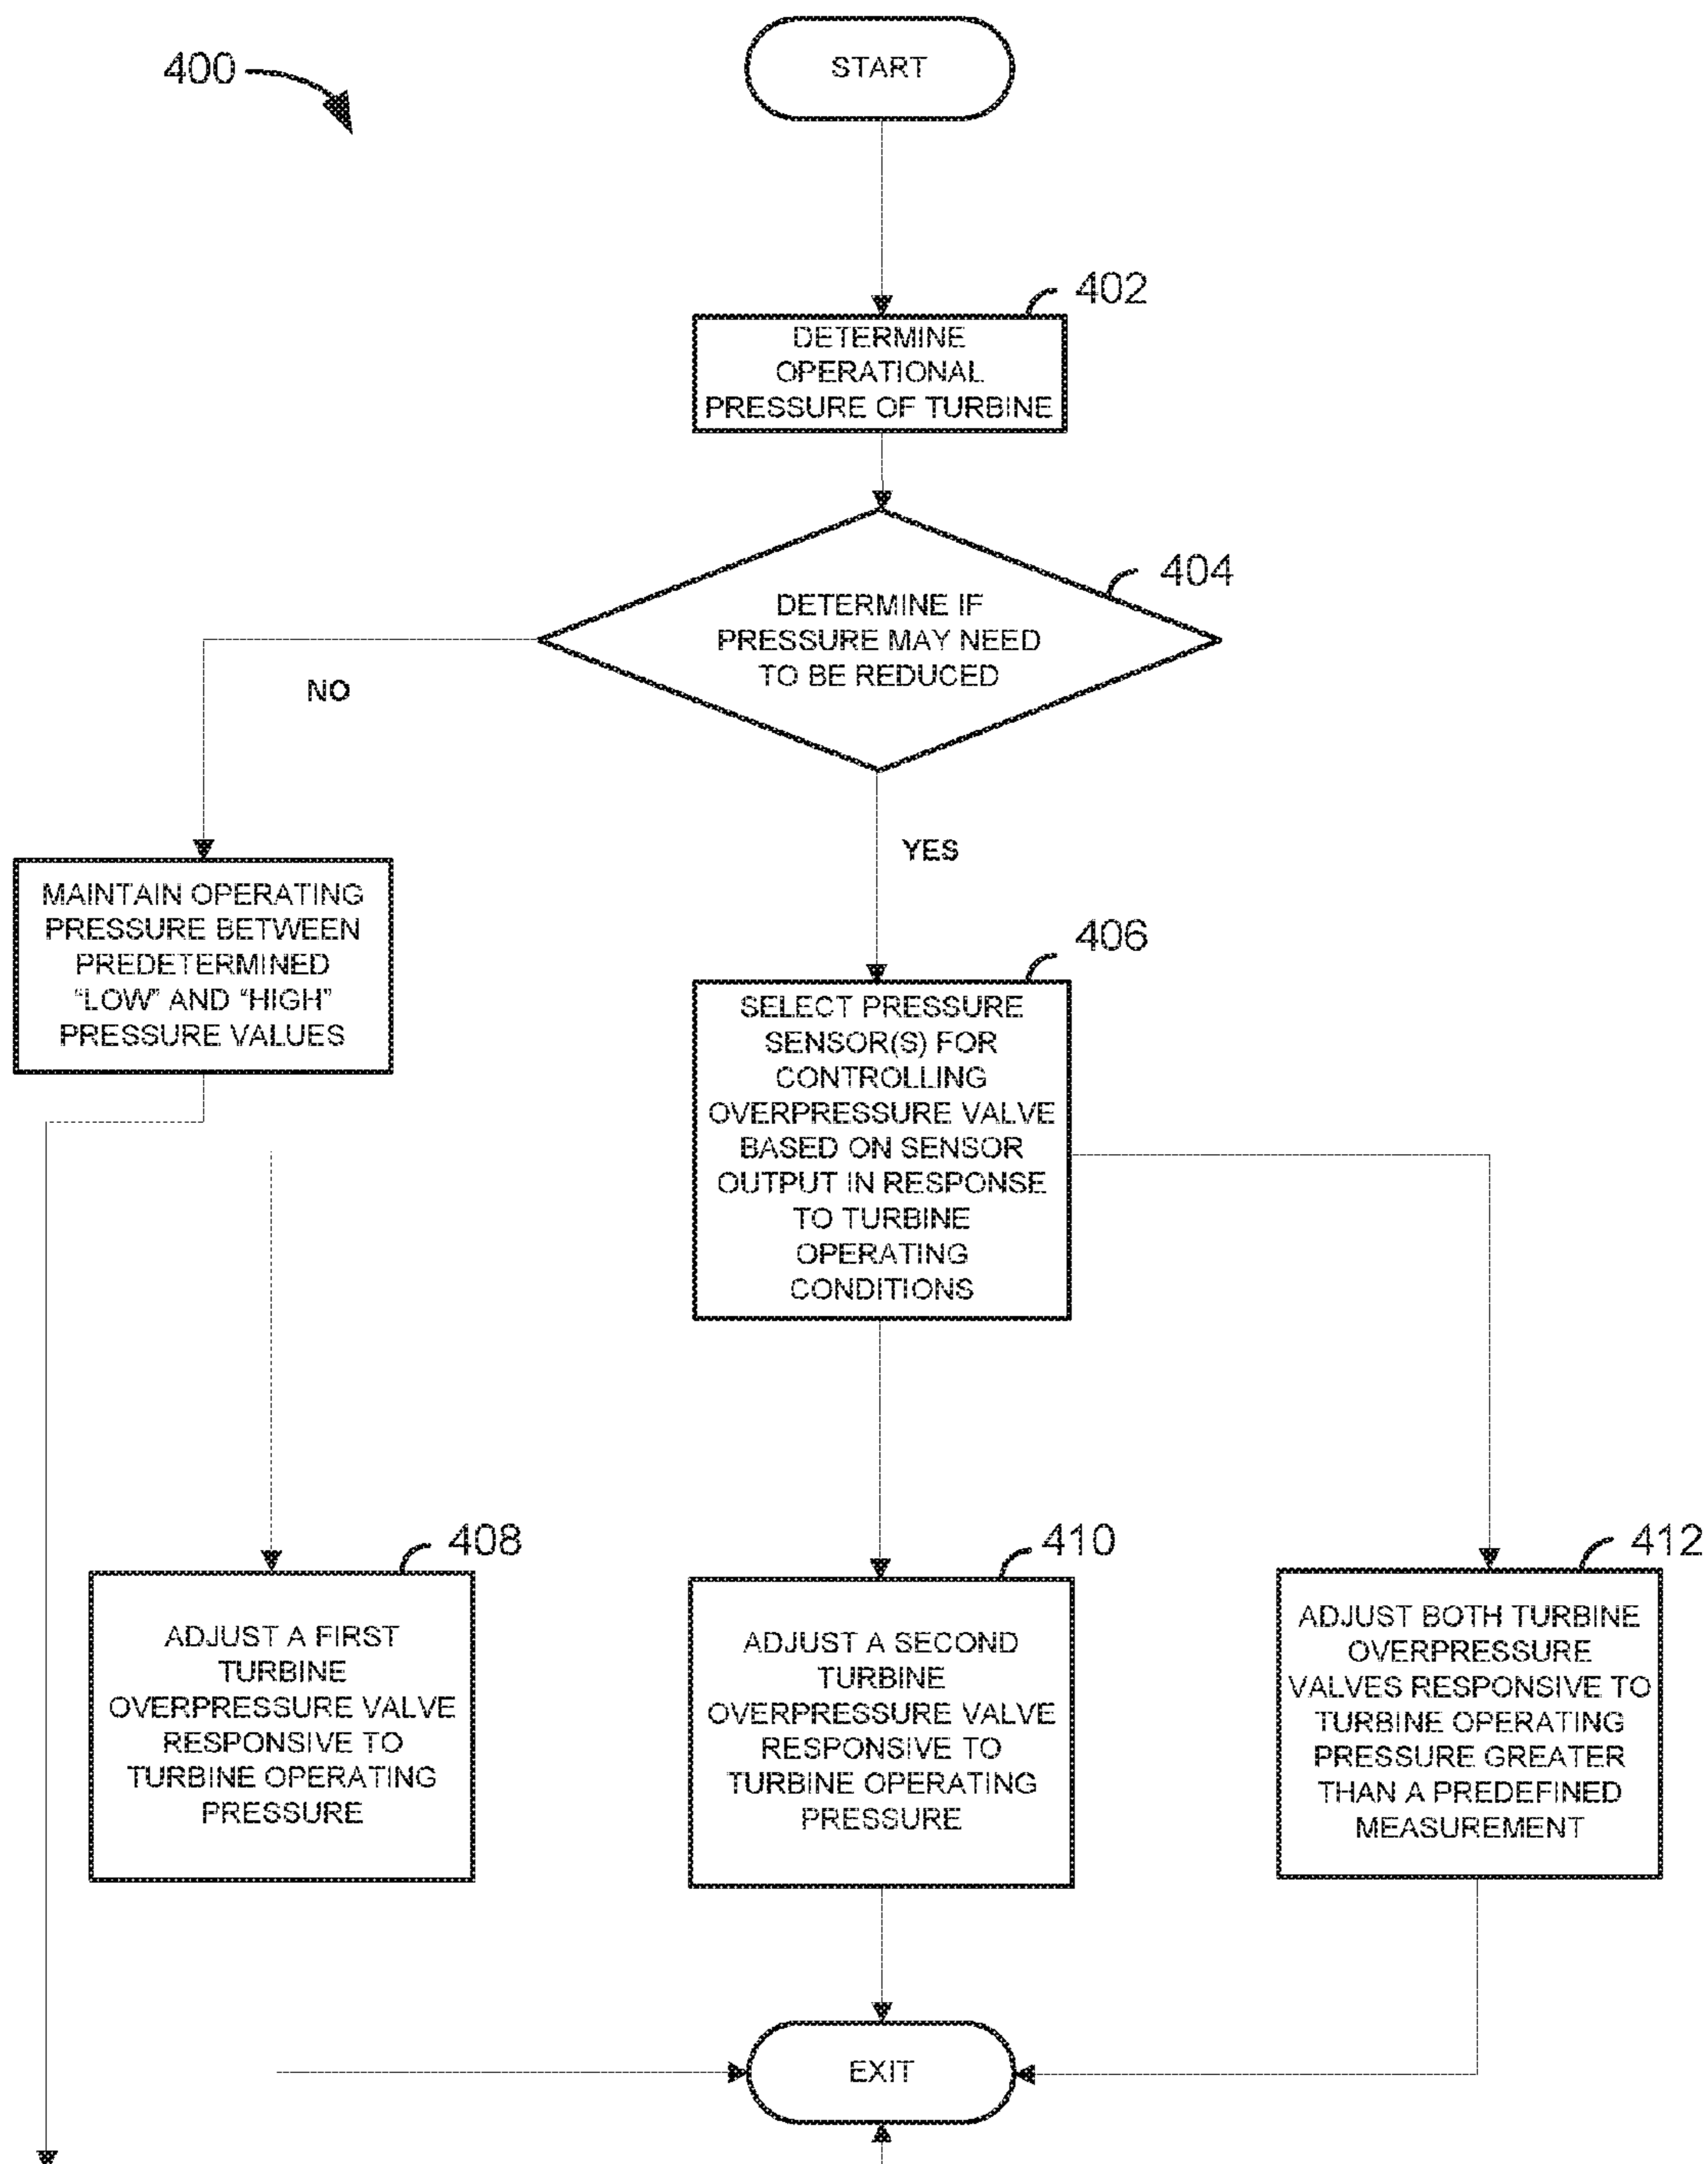 400
START
402
DETERMINE
OPERATIONAL
PRESSURE OF TURBINE
404
DETERMINE IF
PRESSURE MAY NEED
TO BE REDUCED
NO
YES
MAINTAIN OPERATING
PRESSURE BETWEEN
PREDETERMINED
“LOW” AND “HIGH”
PRESSURE VALUES
406
SELECT PRESSURE
SENSOR(S) FOR
CONTROLLING
OVERPRESSURE VALVE
BASED ON SENSOR
OUTPUT IN RESPONSE
TO TURBINE
OPERATING
CONDITIONS
408
ADJUST A FIRST
TURBINE
OVERPRESSURE VALVE
RESPONSIVE TO
TURBINE OPERATING
PRESSURE
410
ADJUST A SECOND
TURBINE
OVERPRESSURE VALVE
RESPONSIVE TO
TURBINE OPERATING
PRESSURE
412
ADJUST BOTH TURBINE
OVERPRESSURE
VALVES RESPONSIVE TO
TURBINE OPERATING
PRESSURE GREATER
THAN A PREDEFINED
MEASUREMENT
EXIT